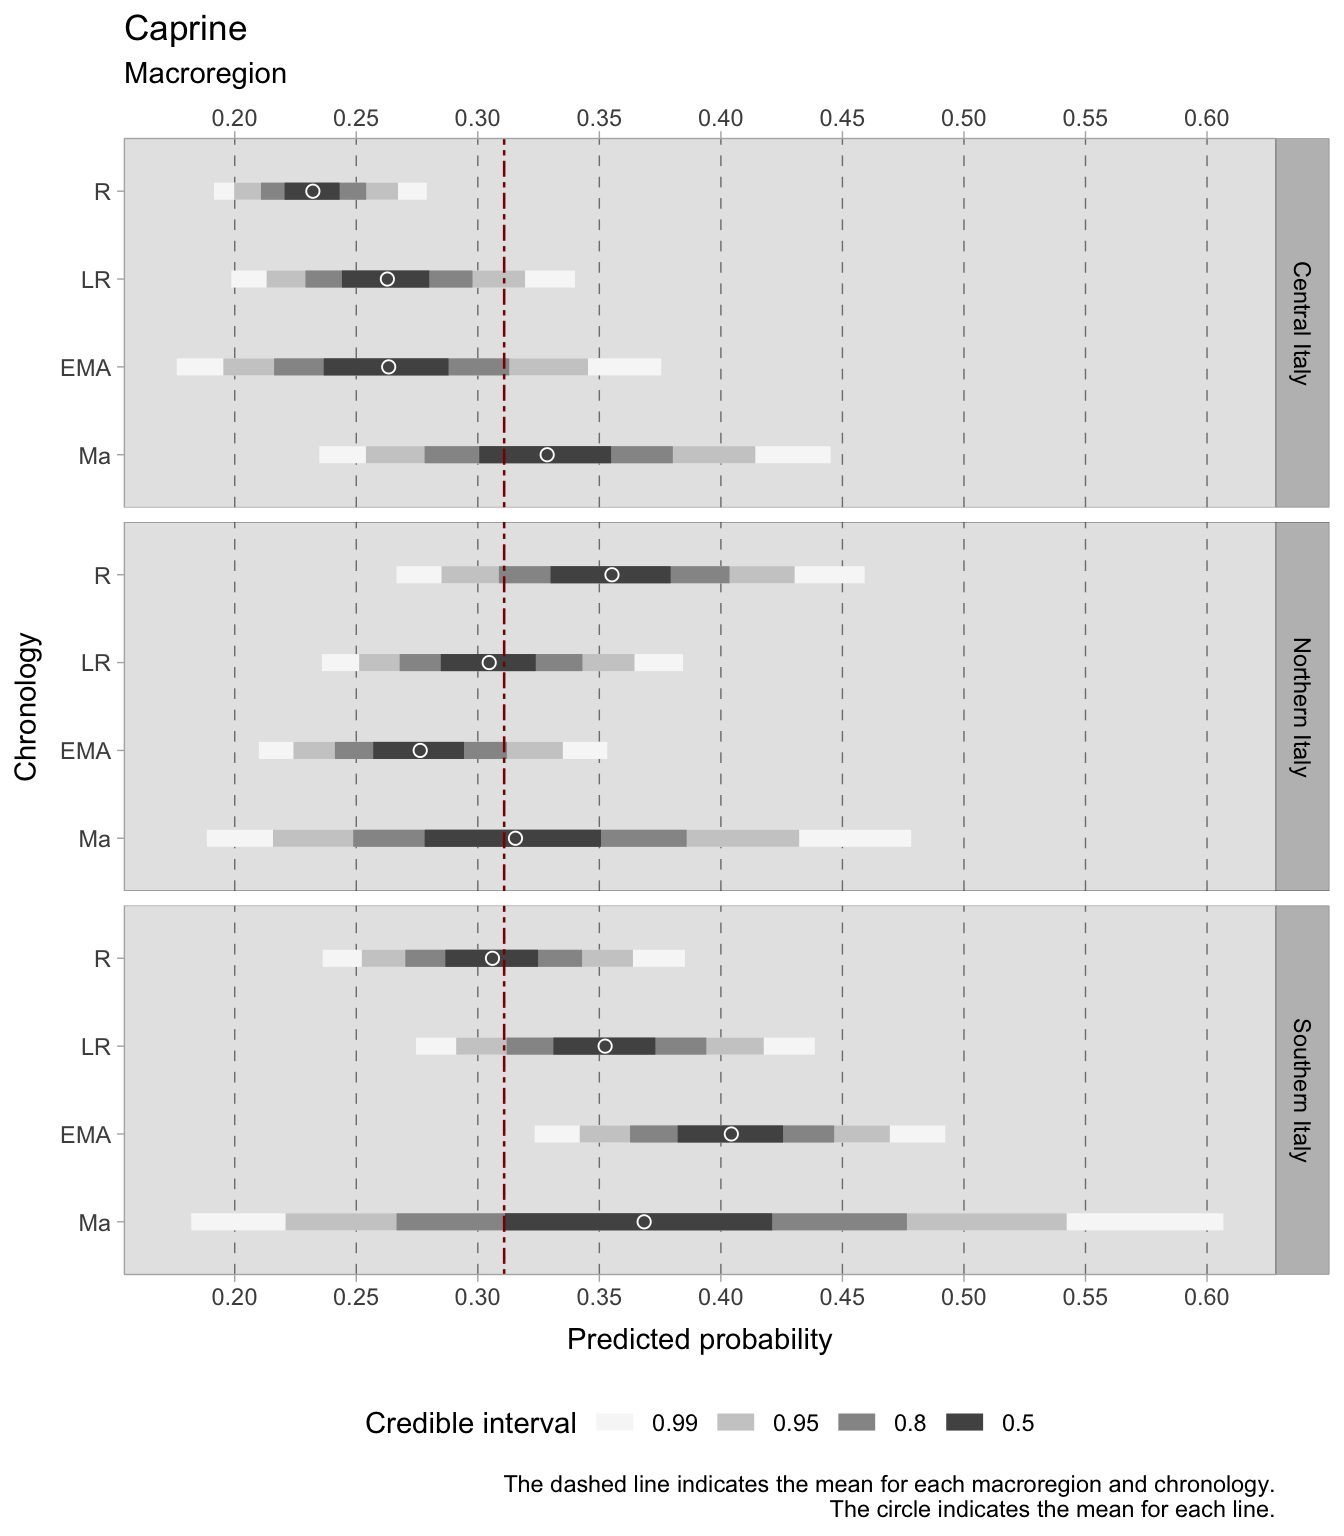 Caprine
Macroregion
0.20 0.25 0.30 0.35 0.40 0.45 0.50 0.55 0.60
R
LR
EMA
Ma
Central Italy
R
LR
EMA
Ma
Northern Italy
R
LR
EMA
Ma
Southern Italy
Chronology
0.20 0.25 0.30 0.35 0.40 0.45 0.50 0.55 0.60
Predicted probability
Credible interval 0.99 0.95 0.8 0.5
The dashed line indicates the mean for each macroregion and chronology.
The circle indicates the mean for each line.